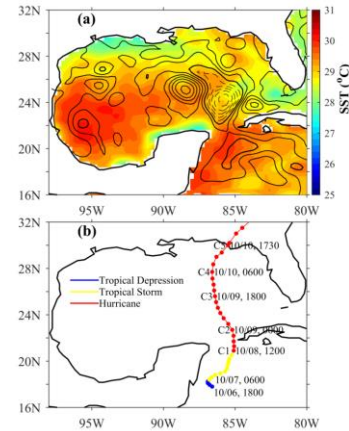 (a)
32N
28N
24N
20N
16N
95W 90W 85W 80W
31
30
29
28
27
26
25
SST (°C)
(b)
32N
28N
24N
20N
16N
95W 90W 85W 80W
Tropical Depression
Tropical Storm
Hurricane
C5 10/10, 1730
C4 10/10, 0600
C3 10/09, 1800
C2 10/09, 0000
C1 10/08, 1200
10/07, 0600
10/06, 1800